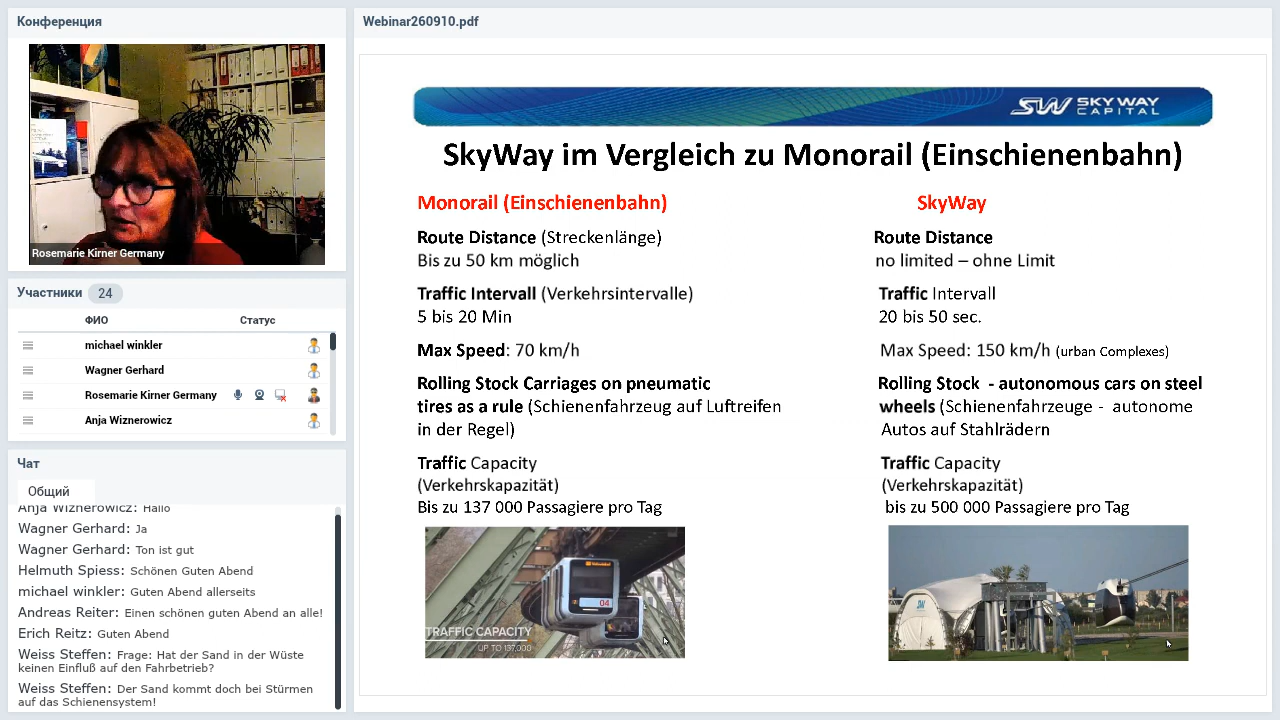 Конференция
Rosemarie Kirner Germany
Участники 24
ФИО Статус
michael winkler
Wagner Gerhard
Rosemarie Kirner Germany
Anja Wiznerowicz
Чат
Общий
Anja Wiznerowicz: Hallo
Wagner Gerhard: Ja
Wagner Gerhard: Ton ist gut
Helmuth Spiess: Schönen Guten Abend
michael winkler: Guten Abend allerseits
Andreas Reiter: Einen schönen guten Abend an alle!
Erich Reitz: Guten Abend
Weiss Steffen: Frage: Hat der Sand in der Wüste
keinen Einfluß auf den Fahrbetrieb?
Weiss Steffen: Der Sand kommt doch bei Stürmen
auf das Schienensystem!
Webinar260910.pdf
SW SKY WAY
CAPITAL
SkyWay im Vergleich zu Monorail (Einschienenbahn)
Monorail (Einschienenbahn)
Route Distance (Streckenlänge)
Bis zu 50 km möglich
Traffic Intervall (Verkehrsintervalle)
5 bis 20 Min
Max Speed: 70 km/h
Rolling Stock Carriages on pneumatic
tires as a rule (Schienenfahrzeug auf Luftreifen
in der Regel)
Traffic Capacity
(Verkehrskapazität)
Bis zu 137 000 Passagiere pro Tag
04
TRAFFIC CAPACITY
UP TO 137,000
SkyWay
Route Distance
no limited – ohne Limit
Traffic Intervall
20 bis 50 sec.
Max Speed: 150 km/h (urban Complexes)
Rolling Stock - autonomous cars on steel
wheels (Schienenfahrzeuge - autonome
Autos auf Stahlrädern
Traffic Capacity
(Verkehrskapazität)
bis zu 500 000 Passagiere pro Tag